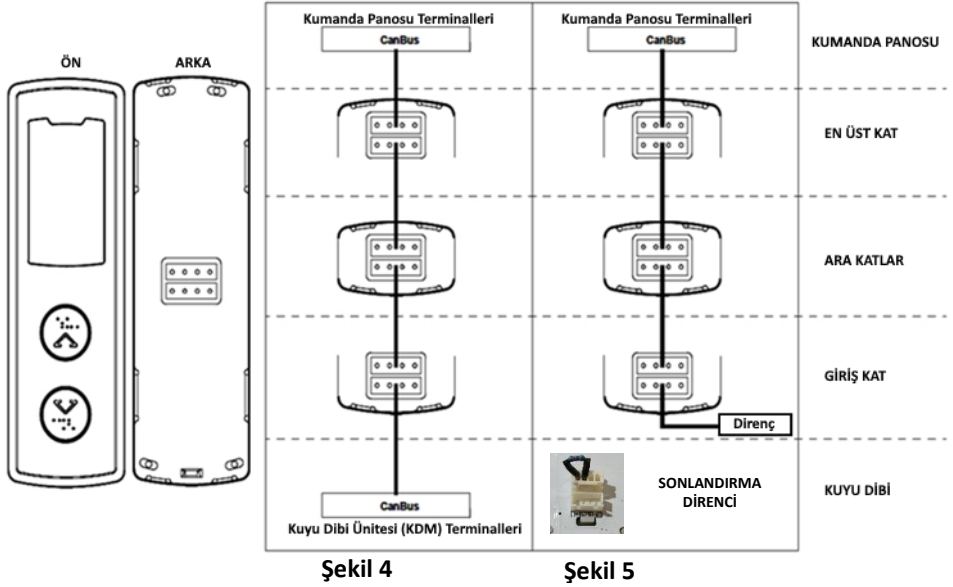 ÖN
ARKA
Kumanda Panosu Terminalleri
CanBus
Kumanda Panosu Terminalleri
CanBus
KUMANDA PANOSU
EN ÜST KAT
ARA KATLAR
GİRİŞ KAT
Direnç
KUYU DİBİ
SONLANDIRMA
DİRENCİ
CanBus
Kuyu Dibi Ünitesi (KDM) Terminalleri
Şekil 4
Şekil 5